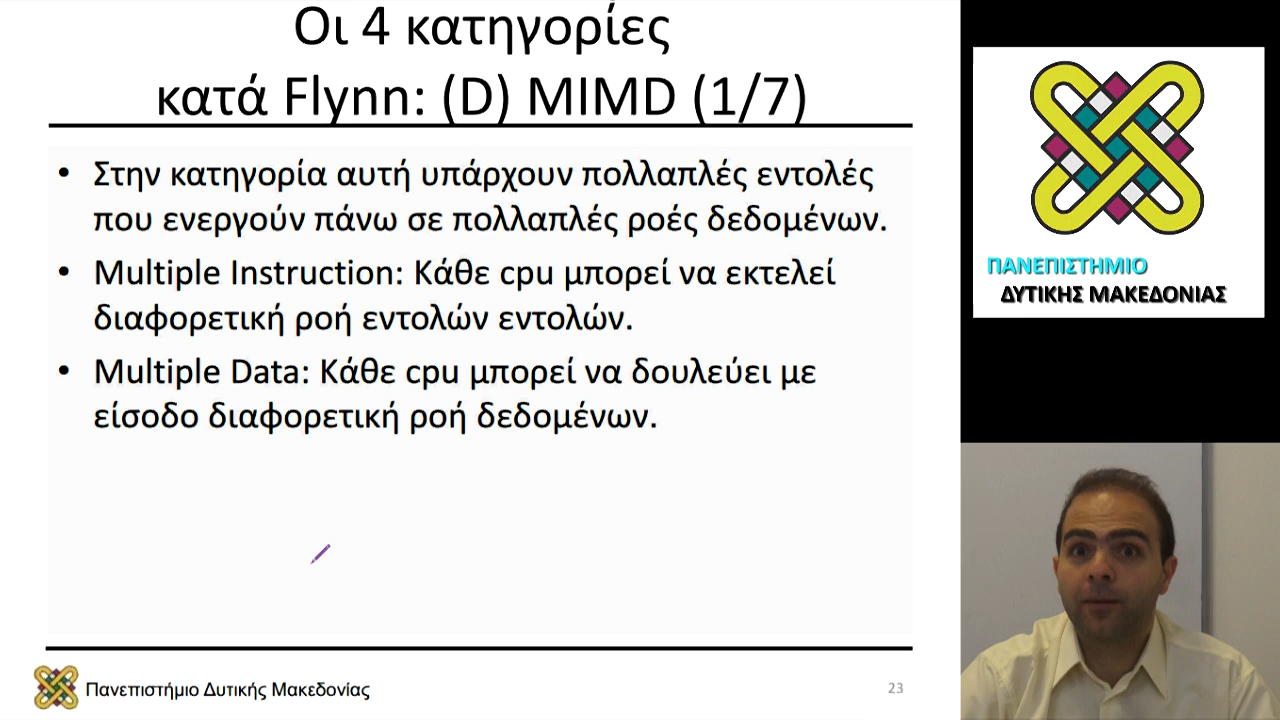 Οι 4 κατηγορίες
κατά Flynn: (D) MIMD (1/7)
• Στην κατηγορία αυτή υπάρχουν πολλαπλές εντολές
που ενεργούν πάνω σε πολλαπλές ροές δεδομένων.
• Multiple Instruction: Κάθε cpu μπορεί να εκτελεί
διαφορετική ροή εντολών εντολών.
• Multiple Data: Κάθε cpu μπορεί να δουλεύει με
είσοδο διαφορετική ροή δεδομένων.
Πανεπιστήμιο Δυτικής Μακεδονίας
23
ΠΑΝΕΠΙΣΤΗΜΙΟ
ΔΥΤΙΚΗΣ ΜΑΚΕΔΟΝΙΑΣ